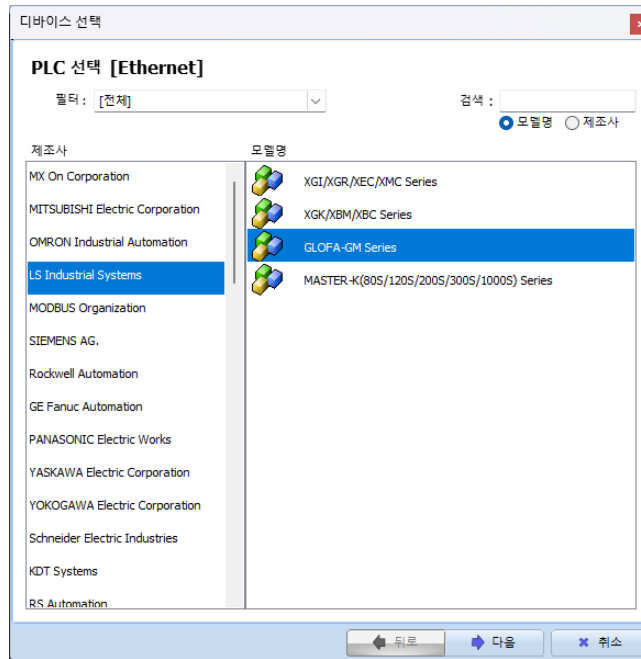 디바이스 선택
PLC 선택 [Ethernet]
필터 : [전체] 검색 :
모델명 제조사
제조사 모델명
MX On Corporation
MITSUBISHI Electric Corporation
OMRON Industrial Automation
LS Industrial Systems
MODBUS Organization
SIEMENS AG.
Rockwell Automation
GE Fanuc Automation
PANASONIC Electric Works
YASKAWA Electric Corporation
YOKOGAWA Electric Corporation
Schneider Electric Industries
KDT Systems
RS Automation
XGI/XGR/XEC/XMC Series
XGK/XBM/XBC Series
GLOFA-GM Series
MASTER-K(80S/120S/200S/300S/1000S) Series
뒤로 다음 취소